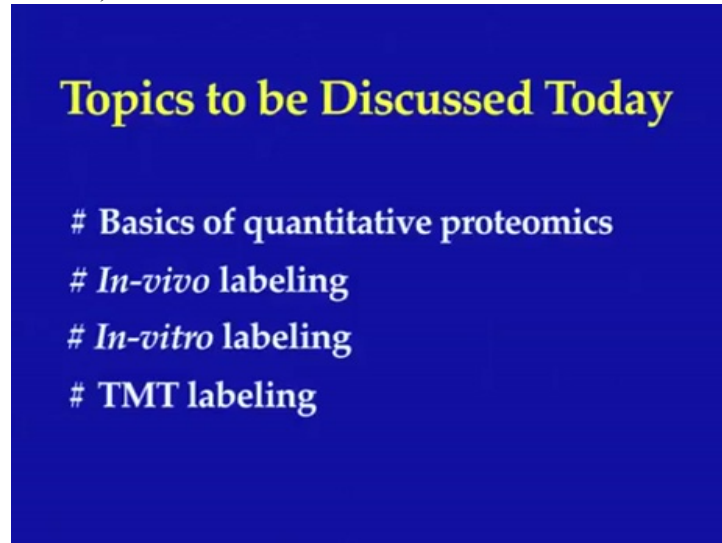 Topics to be Discussed Today
# Basics of quantitative proteomics
# In-vivo labeling
# In-vitro labeling
# TMT labeling